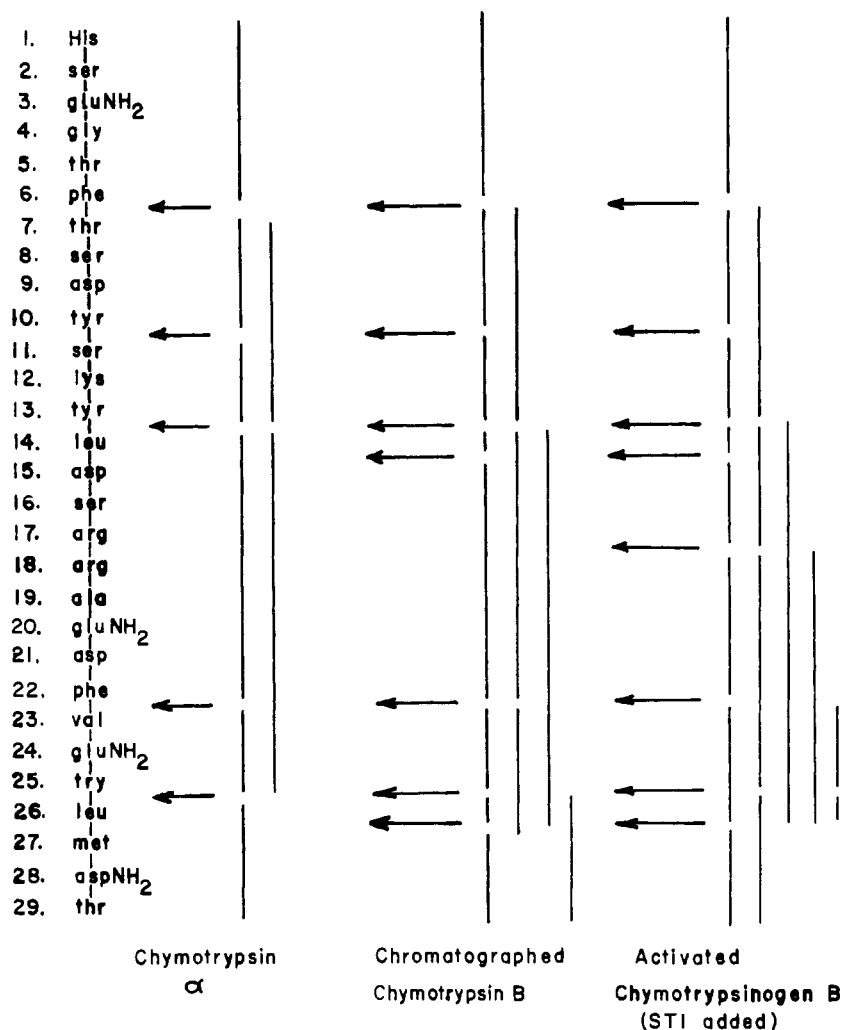 1. His
2. ser
3. gluNH2
4. gly
5. thr
6. phe
7. thr
8. ser
9. asp
10. tyr
11. ser
12. lys
13. tyr
14. leu
15. asp
16. ser
17. arg
18. arg
19. ala
20. gluNH2
21. asp
22. phe
23. val
24. gluNH2
25. try
26. leu
27. met
28. aspNH2
29. thr
Chymotrypsin
α
Chromatographed
Chymotrypsin B
Activated
Chymotrypsinogen B
(STI added)